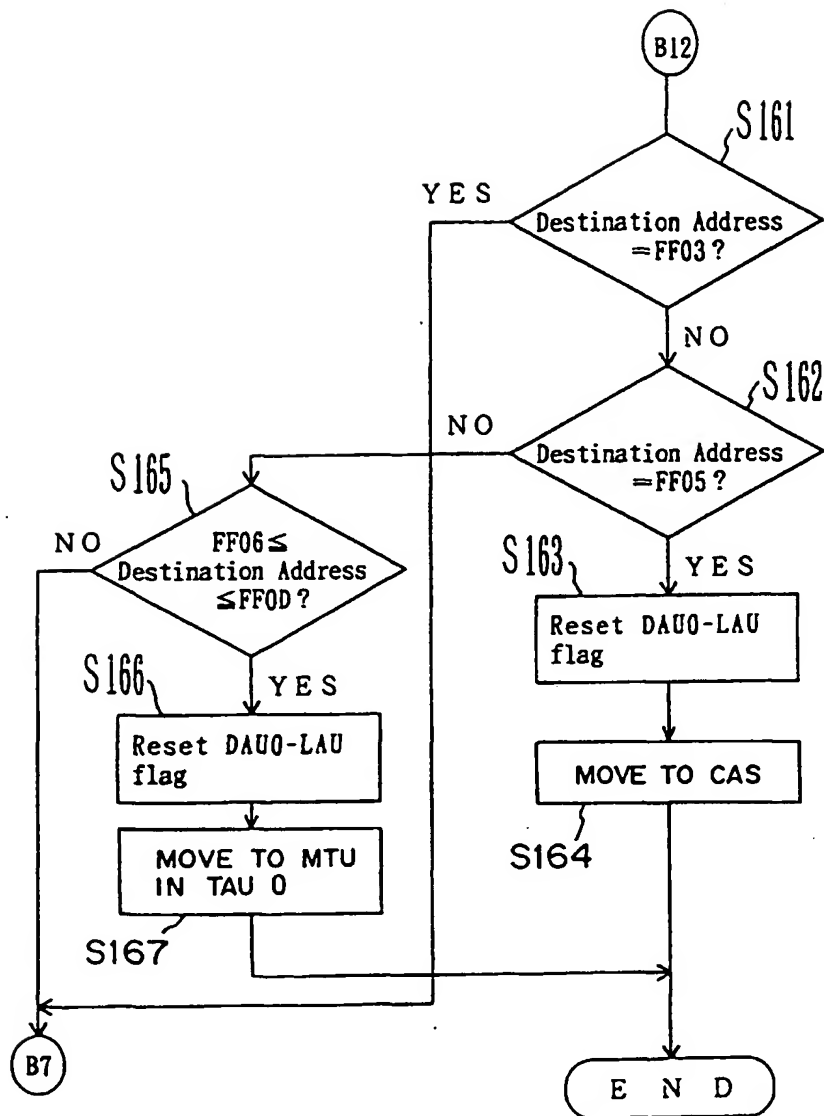 B12
S161
YES
Destination Address
=FF03?
NO
S162
NO
Destination Address
=FF05?
S165
NO
FF06≦
Destination Address
≦FF0D?
S163
YES
Reset DAU0-LAU
flag
S166
YES
Reset DAU0-LAU
flag
MOVE TO CAS
S164
MOVE TO MTU
IN TAU 0
S167
B7
END